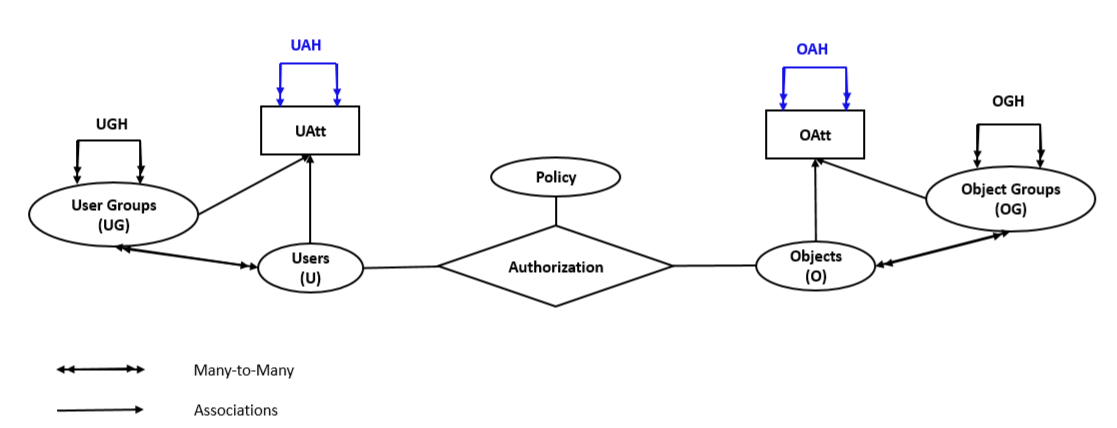 UAH
OAH
OGH
UGH
UAtt
OAtt
Policy
User Groups
(UG)
Object Groups
(OG)
Users
(U)
Authorization
Objects
(O)
Many-to-Many
Associations